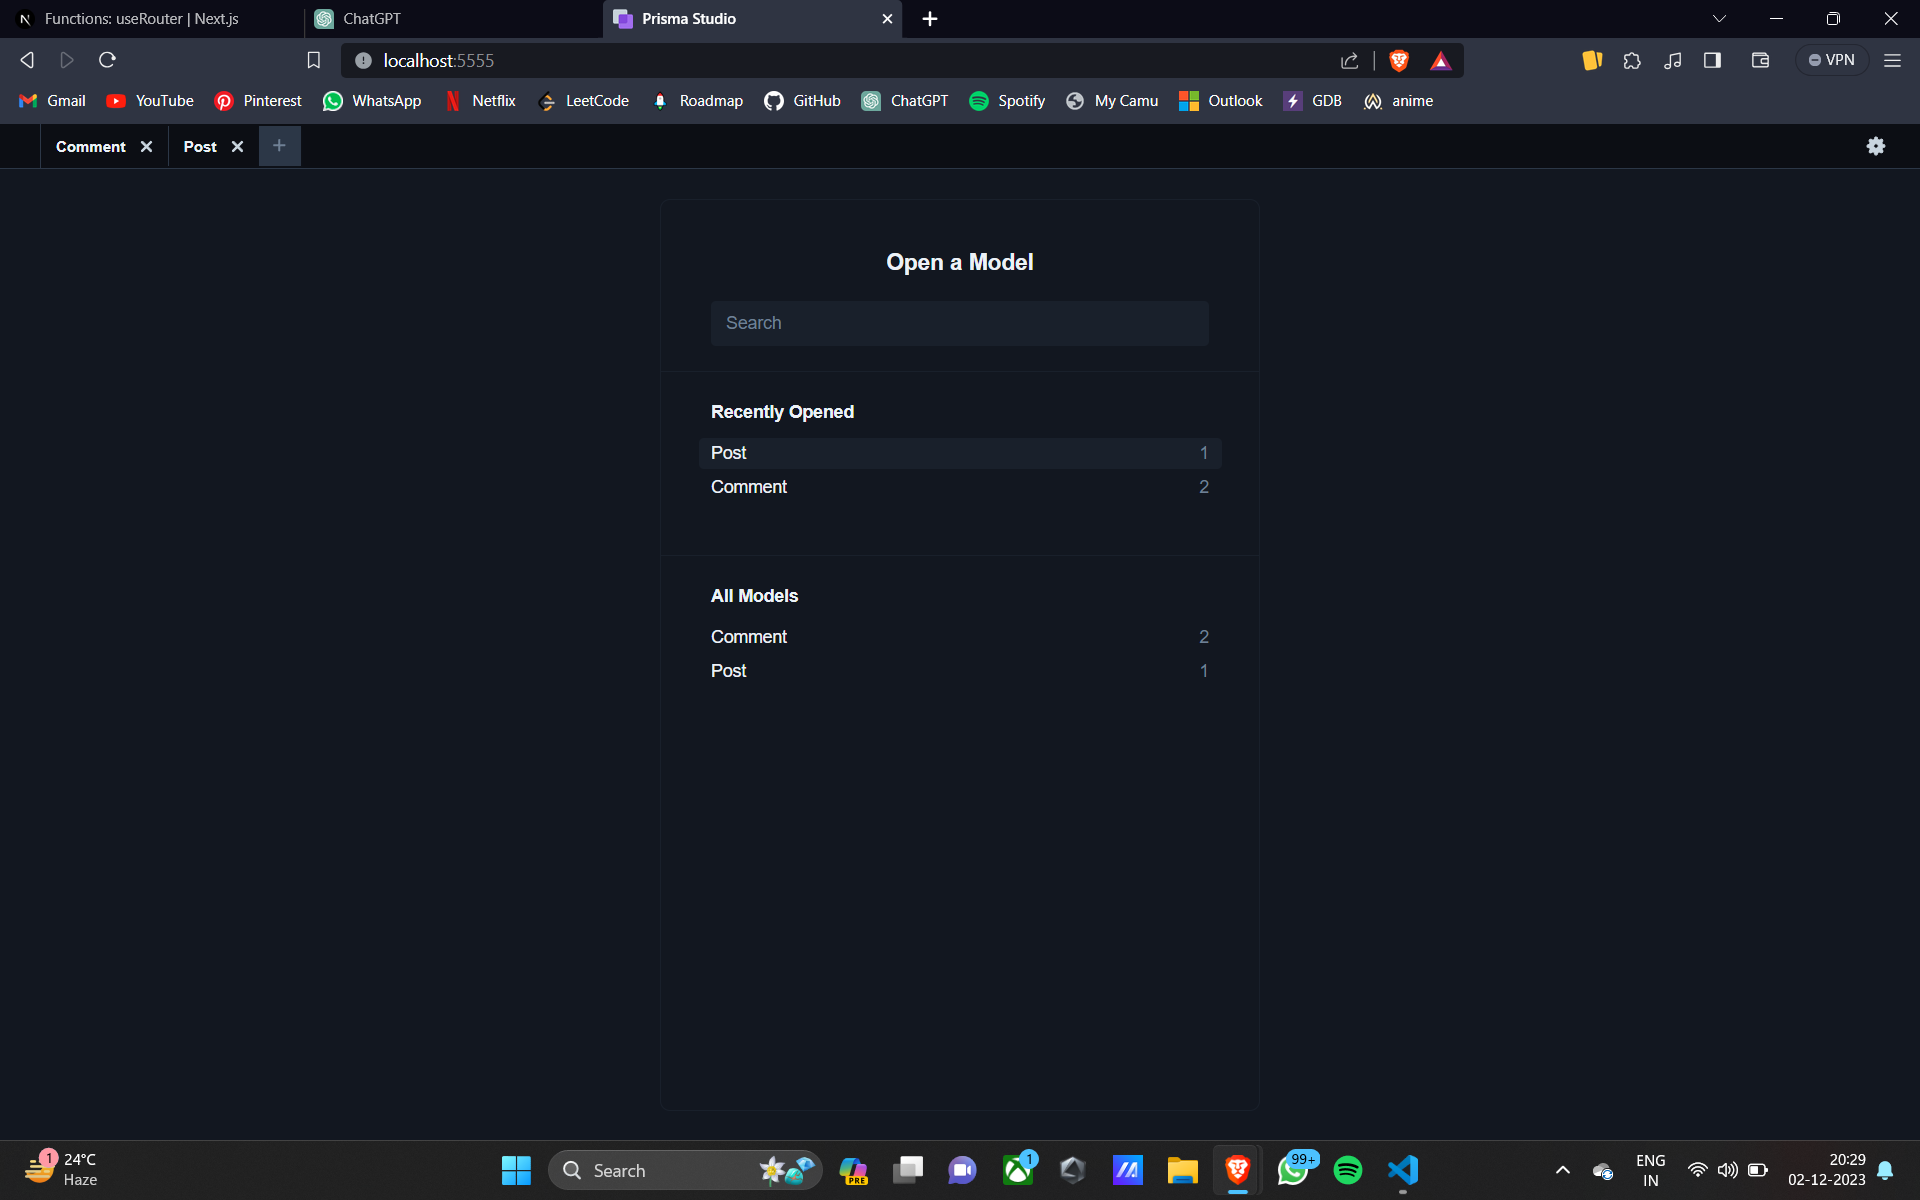 Functions: useRouter | Next.js
ChatGPT
Prisma Studio
localhost:5555
VPN
Gmail
YouTube
Pinterest
WhatsApp
Netflix
LeetCode
Roadmap
GitHub
ChatGPT
Spotify
My Camu
Outlook
GDB
anime
Comment
Post
Open a Model
Search
Recently Opened
Post 1
Comment 2
All Models
Comment 2
Post 1
1
24°C
Haze
Search
PRE
1
99+
ENG
IN
20:29
02-12-2023